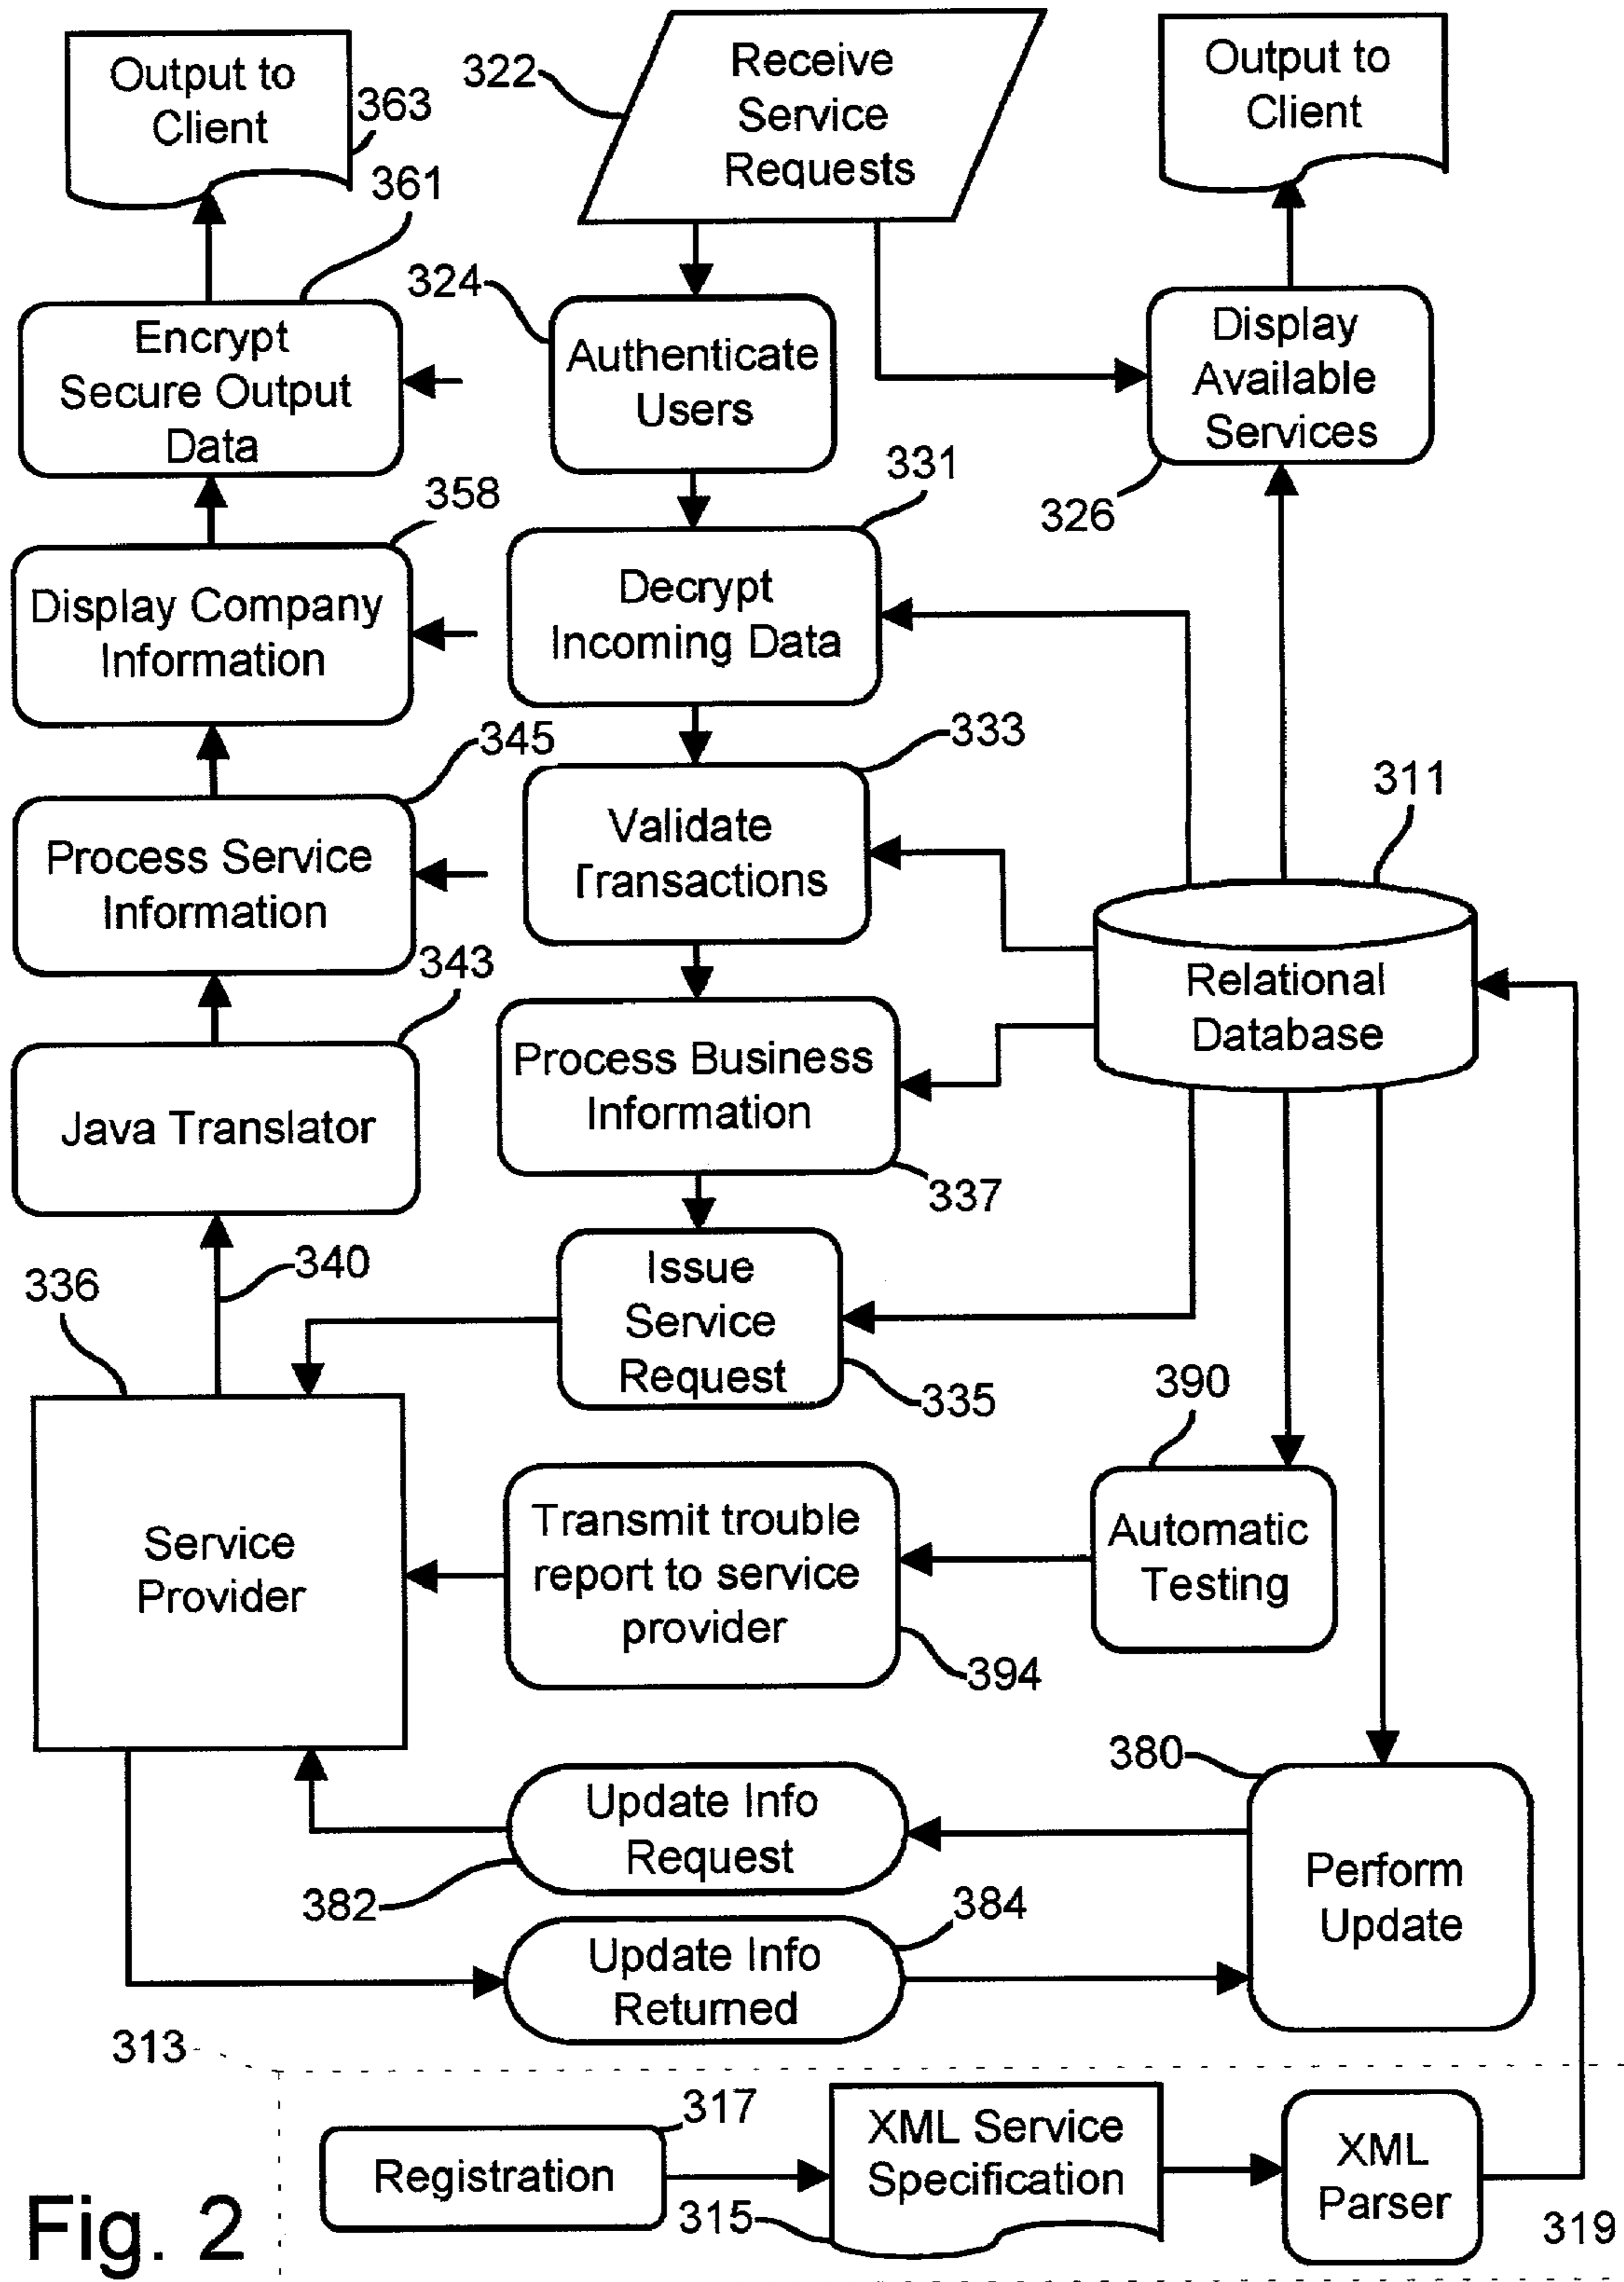 Output to
Client
363
322
Receive
Service
Requests
Output to
Client
361
Encrypt
Secure Output
Data
324
Authenticate
Users
Display
Available
Services
326
358
Display Company
Information
331
Decrypt
Incoming Data
345
Process Service
Information
333
Validate
Transactions
311
Relational
Database
343
Java Translator
Process Business
Information
337
340
336
Issue
Service
Request
335
Service
Provider
Transmit trouble
report to service
provider
394
390
Automatic
Testing
380
Update Info
Request
382
Perform
Update
384
Update Info
Returned
313
317
Registration
XML Service
Specification
315
XML
Parser
319
Fig. 2